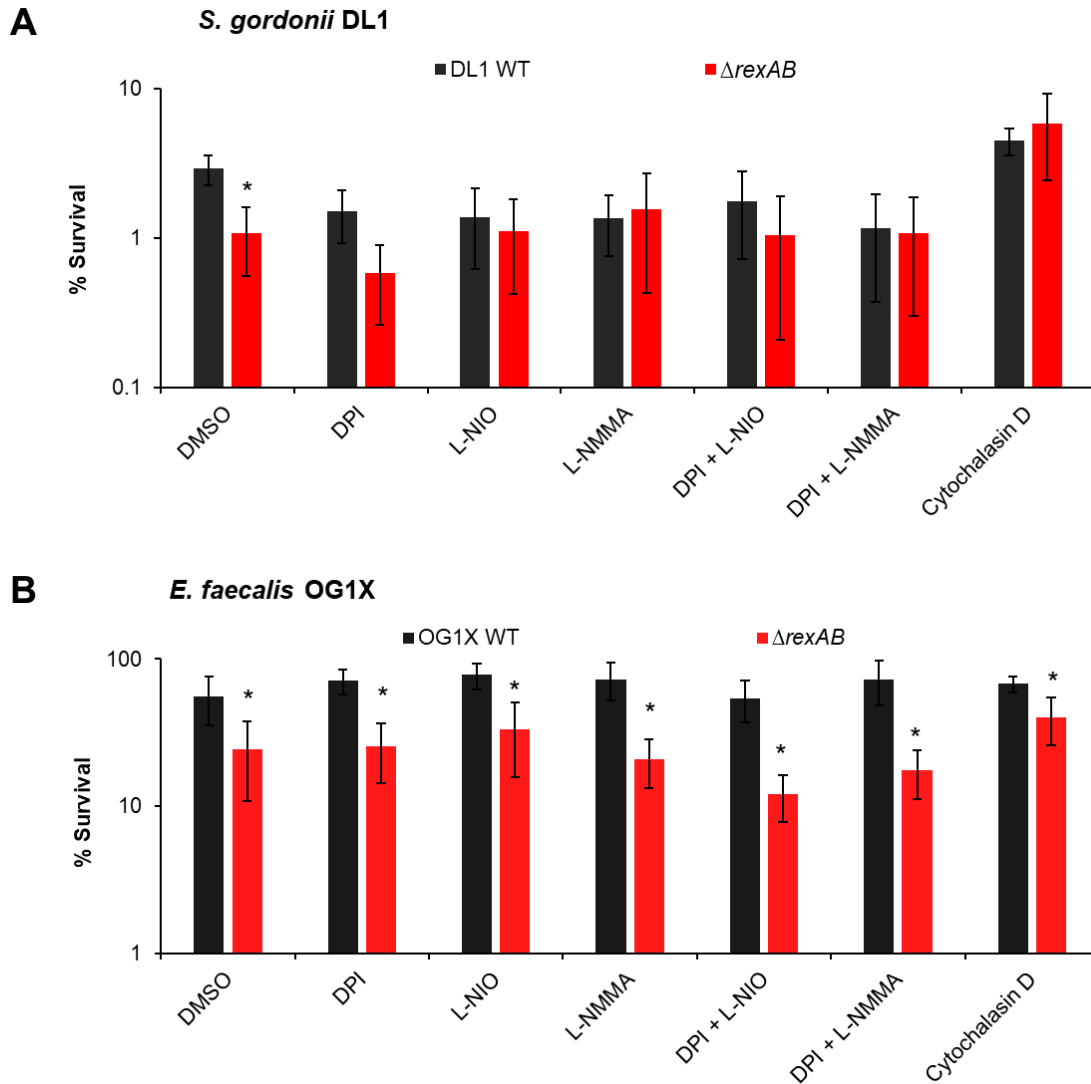 A
S. gordonii DL1
DL1 WT
ΔrexAB
10
1
0.1
% Survival
*
DMSO
DPI
L-NIO
L-NMMA
DPI + L-NIO
DPI + L-NMMA
Cytochalasin D
B
E. faecalis OG1X
OG1X WT
ΔrexAB
100
10
1
% Survival
*
*
*
*
*
*
*
DMSO
DPI
L-NIO
L-NMMA
DPI + L-NIO
DPI + L-NMMA
Cytochalasin D